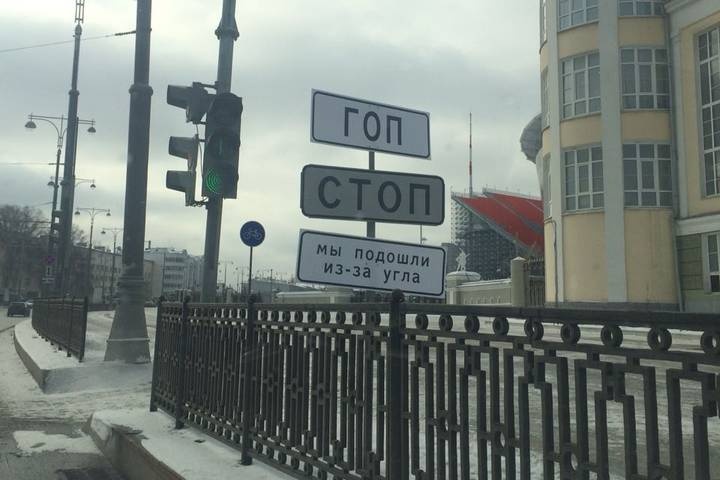 ГОП
СТОП
мы подошли
из-за угла